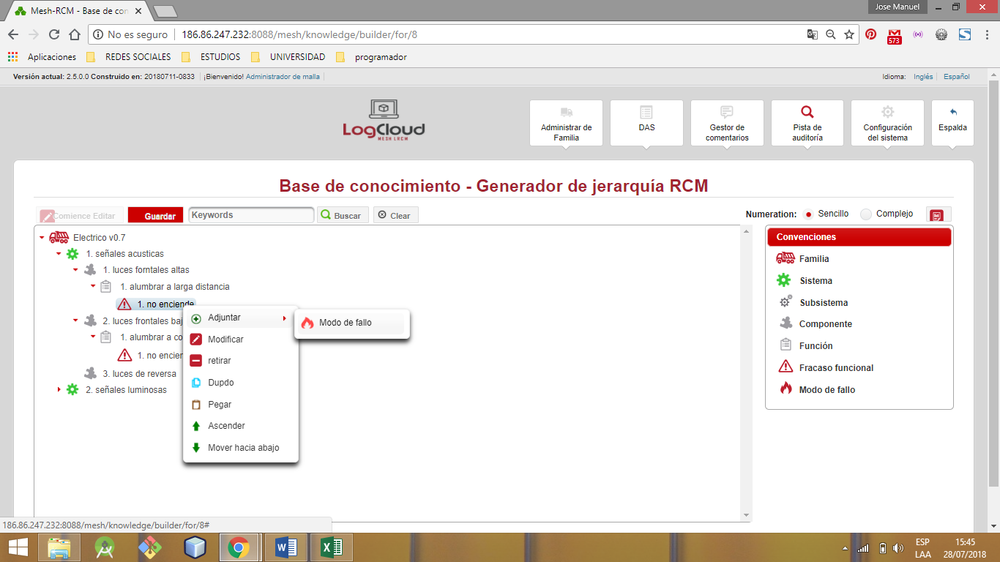 Mesh-RCM - Base de con
Jose Manuel
No es seguro
186.86.247.232:8088/mesh/knowledge/builder/for/8
573
Aplicaciones
REDES SOCIALES
ESTUDIOS
UNIVERSIDAD
programador
Versión actual: 2.5.0.0 Construido en: 20180711-0833
¡Bienvenido! Administrador de malla
Idioma:
Inglés
Español
LogCloud
MESH LRCM
Administrar de
Familia
DAS
Gestor de
comentarios
Pista de
auditoría
Configuración
del sistema
Espalda
Base de conocimiento - Generador de jerarquía RCM
Comience Editar
Guardar
Keywords
Buscar
Clear
Numeration:
Sencillo
Complejo
Electrico v0.7
1. señales acusticas
1. luces forntales altas
1. alumbrar a larga distancia
1. no enciende
2. luces frontales baj
1. alumbrar a co
1. no encien
3. luces de reversa
2. señales luminosas
Adjuntar
Modificar
retirar
Dupdo
Pegar
Ascender
Mover hacia abajo
Modo de fallo
Convenciones
Familia
Sistema
Subsistema
Componente
Función
Fracaso funcional
Modo de fallo
186.86.247.232:8088/mesh/knowledge/builder/for/8#
ESP
LAA
15:45
28/07/2018